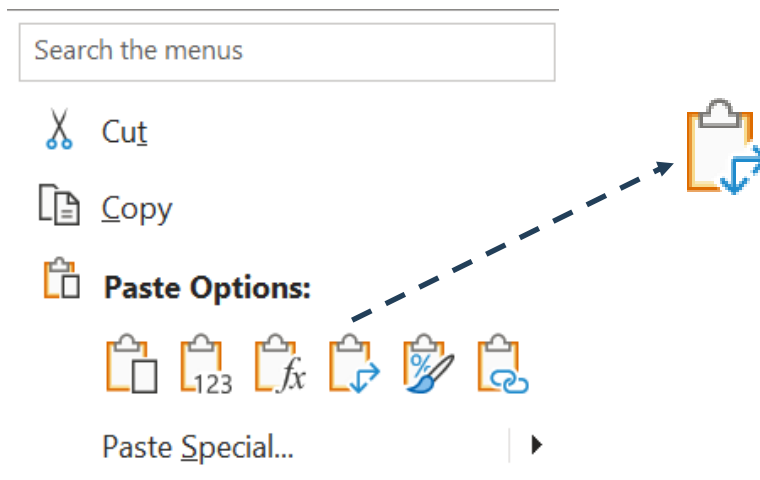 Search the menus
Cut
Copy
Paste Options:
123 fx %
Paste Special...